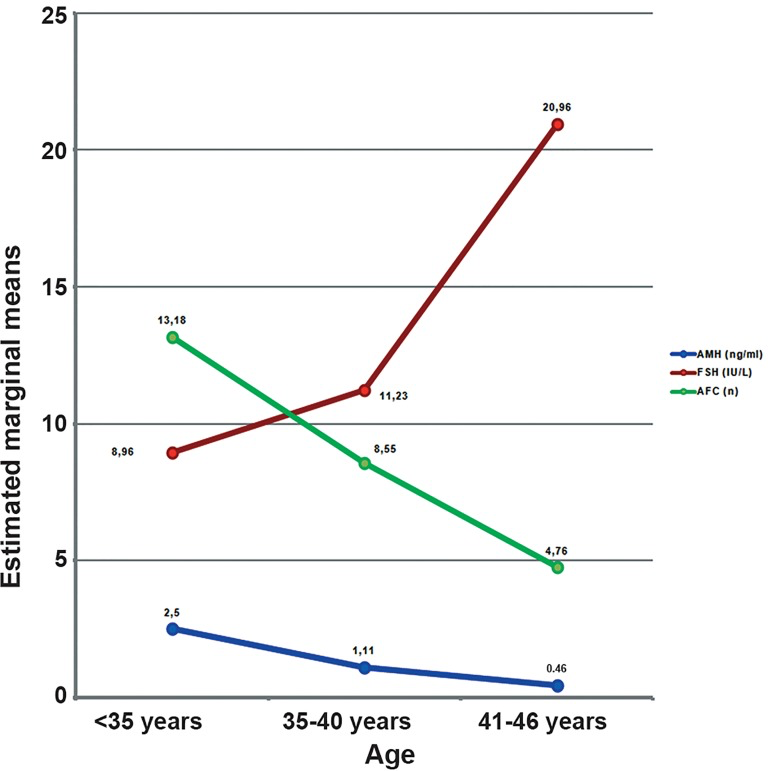 Estimated marginal means
25
20
15
10
5
0
20,96
13,18
11,23
8,96
8,55
4,76
2,5
1,11
0.46
AMH (ng/ml)
FSH (IU/L)
AFC (n)
<35 years
35-40 years
41-46 years
Age